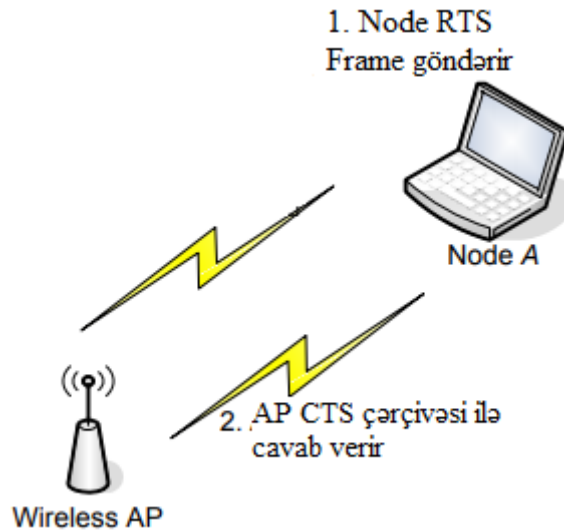 1. Node RTS
Frame göndərir
Node A
2. AP CTS çərçivəsi ilə
cavab verir
Wireless AP